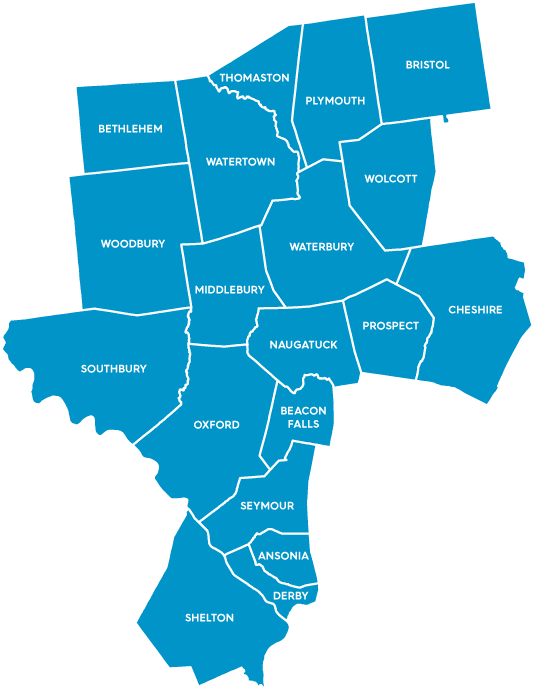 BRISTOL
THOMASTON
PLYMOUTH
BETHLEHEM
WATERTOWN
WOLCOTT
WOODBURY
WATERBURY
MIDDLEBURY
CHESHIRE
PROSPECT
NAUGATUCK
SOUTHBURY
BEACON
FALLS
OXFORD
SEYMOUR
ANSONIA
DERBY
SHELTON